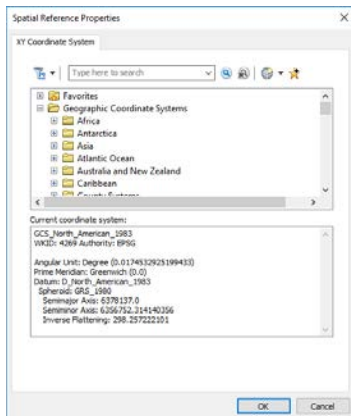 Spatial Reference Properties
XY Coordinate System
Type here to search
Favorites
Geographic Coordinate Systems
Africa
Antarctica
Asia
Atlantic Ocean
Australia and New Zealand
Caribbean
County Systems
Current coordinate system:
GCS_North_American_1983
WKID: 4269 Authority: EPSG
Angular Unit: Degree (0.0174532925199433)
Prime Meridian: Greenwich (0.0)
Datum: D_North_American_1983
Spheroid: GRS_1980
Semimajor Axis: 6378137.0
Semiminor Axis: 6356752.314140356
Inverse Flattening: 298.257222101
OK Cancel